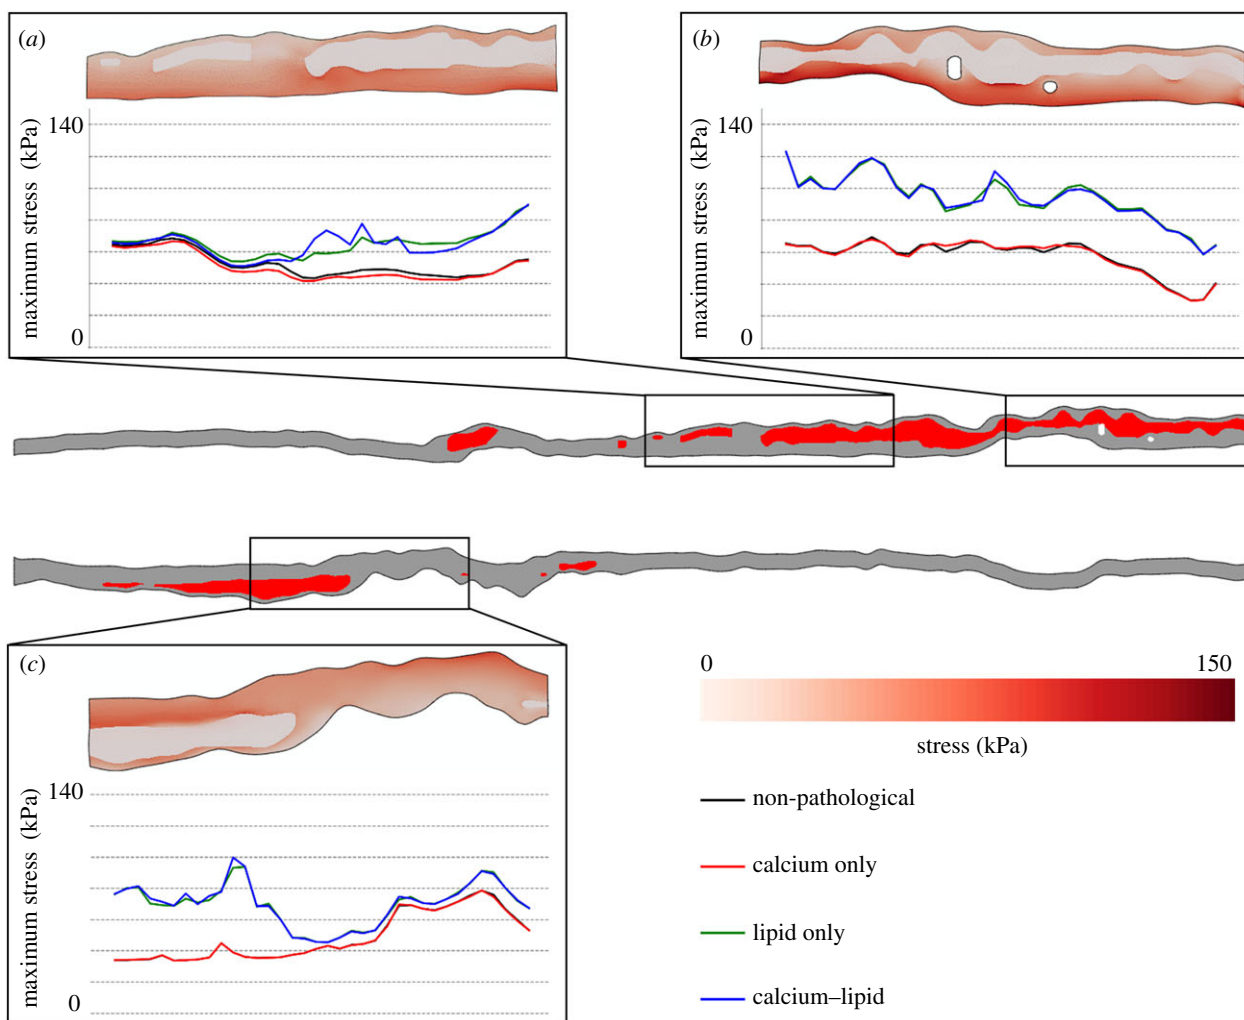 (a)
140
maximum stress (kPa)
0
(b)
140
maximum stress (kPa)
0
(c)
140
maximum stress (kPa)
0
0 150
stress (kPa)
non-pathological
calcium only
lipid only
calcium–lipid